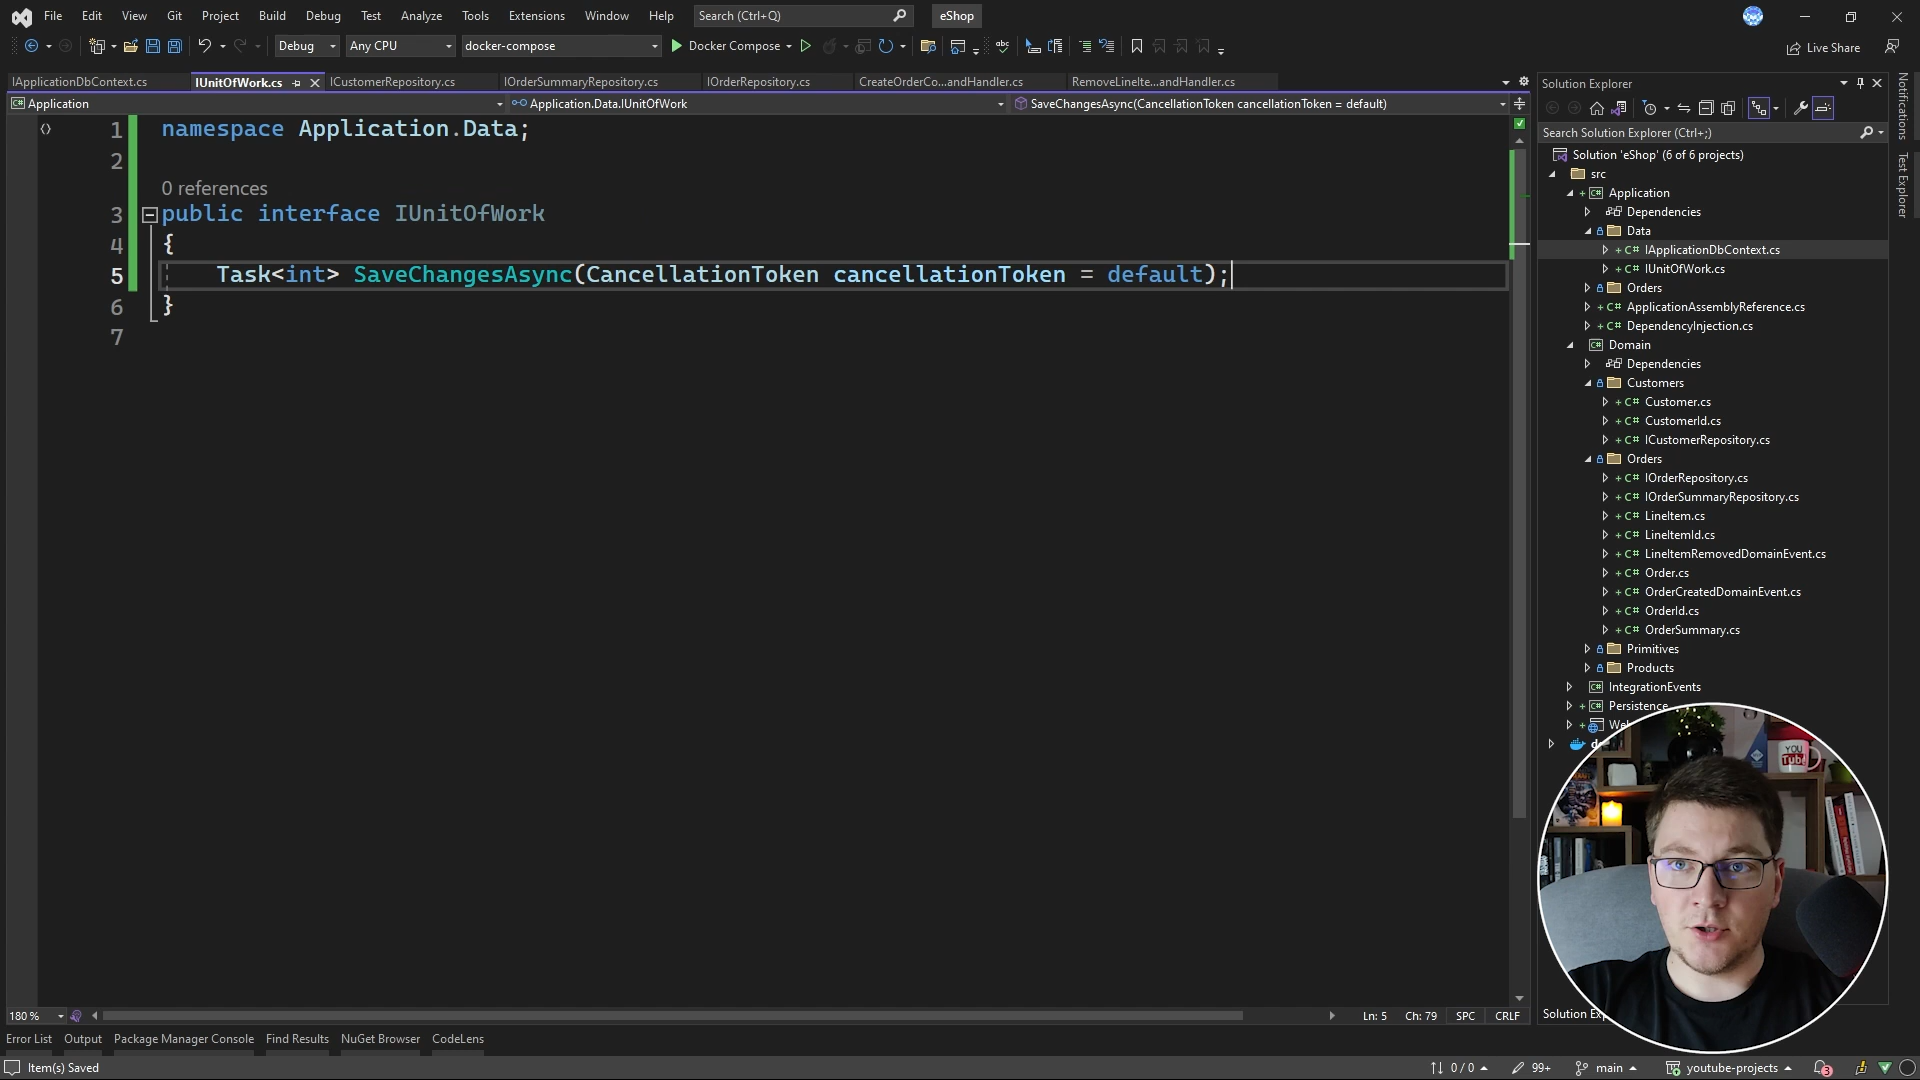 File Edit View Git Project Build Debug Test Analyze Tools Extensions Window Help Search (Ctrl+Q) eShop
Debug Any CPU docker-compose Docker Compose Live Share
IApplicationDbContext.cs IUnitOfWork.cs ICustomerRepository.cs IOrderSummaryRepository.cs IOrderRepository.cs CreateOrderCo...andHandler.cs RemoveLineIte...andHandler.cs
Application Application.Data.IUnitOfWork SaveChangesAsync(CancellationToken cancellationToken = default)
1 namespace Application.Data;
2
0 references
3 public interface IUnitOfWork
4 {
5 Task<int> SaveChangesAsync(CancellationToken cancellationToken = default);
6 }
7
180 % Ln: 5 Ch: 79 SPC CRLF
Error List Output Package Manager Console Find Results NuGet Browser CodeLens
Item(s) Saved 0 / 0 99+ main youtube-projects 3
Solution Explorer
Search Solution Explorer (Ctrl+;)
Solution 'eShop' (6 of 6 projects)
src
Application
Dependencies
Data
IApplicationDbContext.cs
IUnitOfWork.cs
Orders
ApplicationAssemblyReference.cs
DependencyInjection.cs
Domain
Dependencies
Customers
Customer.cs
CustomerId.cs
ICustomerRepository.cs
Orders
IOrderRepository.cs
IOrderSummaryRepository.cs
LineItem.cs
LineItemId.cs
LineItemRemovedDomainEvent.cs
Order.cs
OrderCreatedDomainEvent.cs
OrderId.cs
OrderSummary.cs
Primitives
Products
IntegrationEvents
Persistence
Notifications
Test Explorer
YOU
Tube